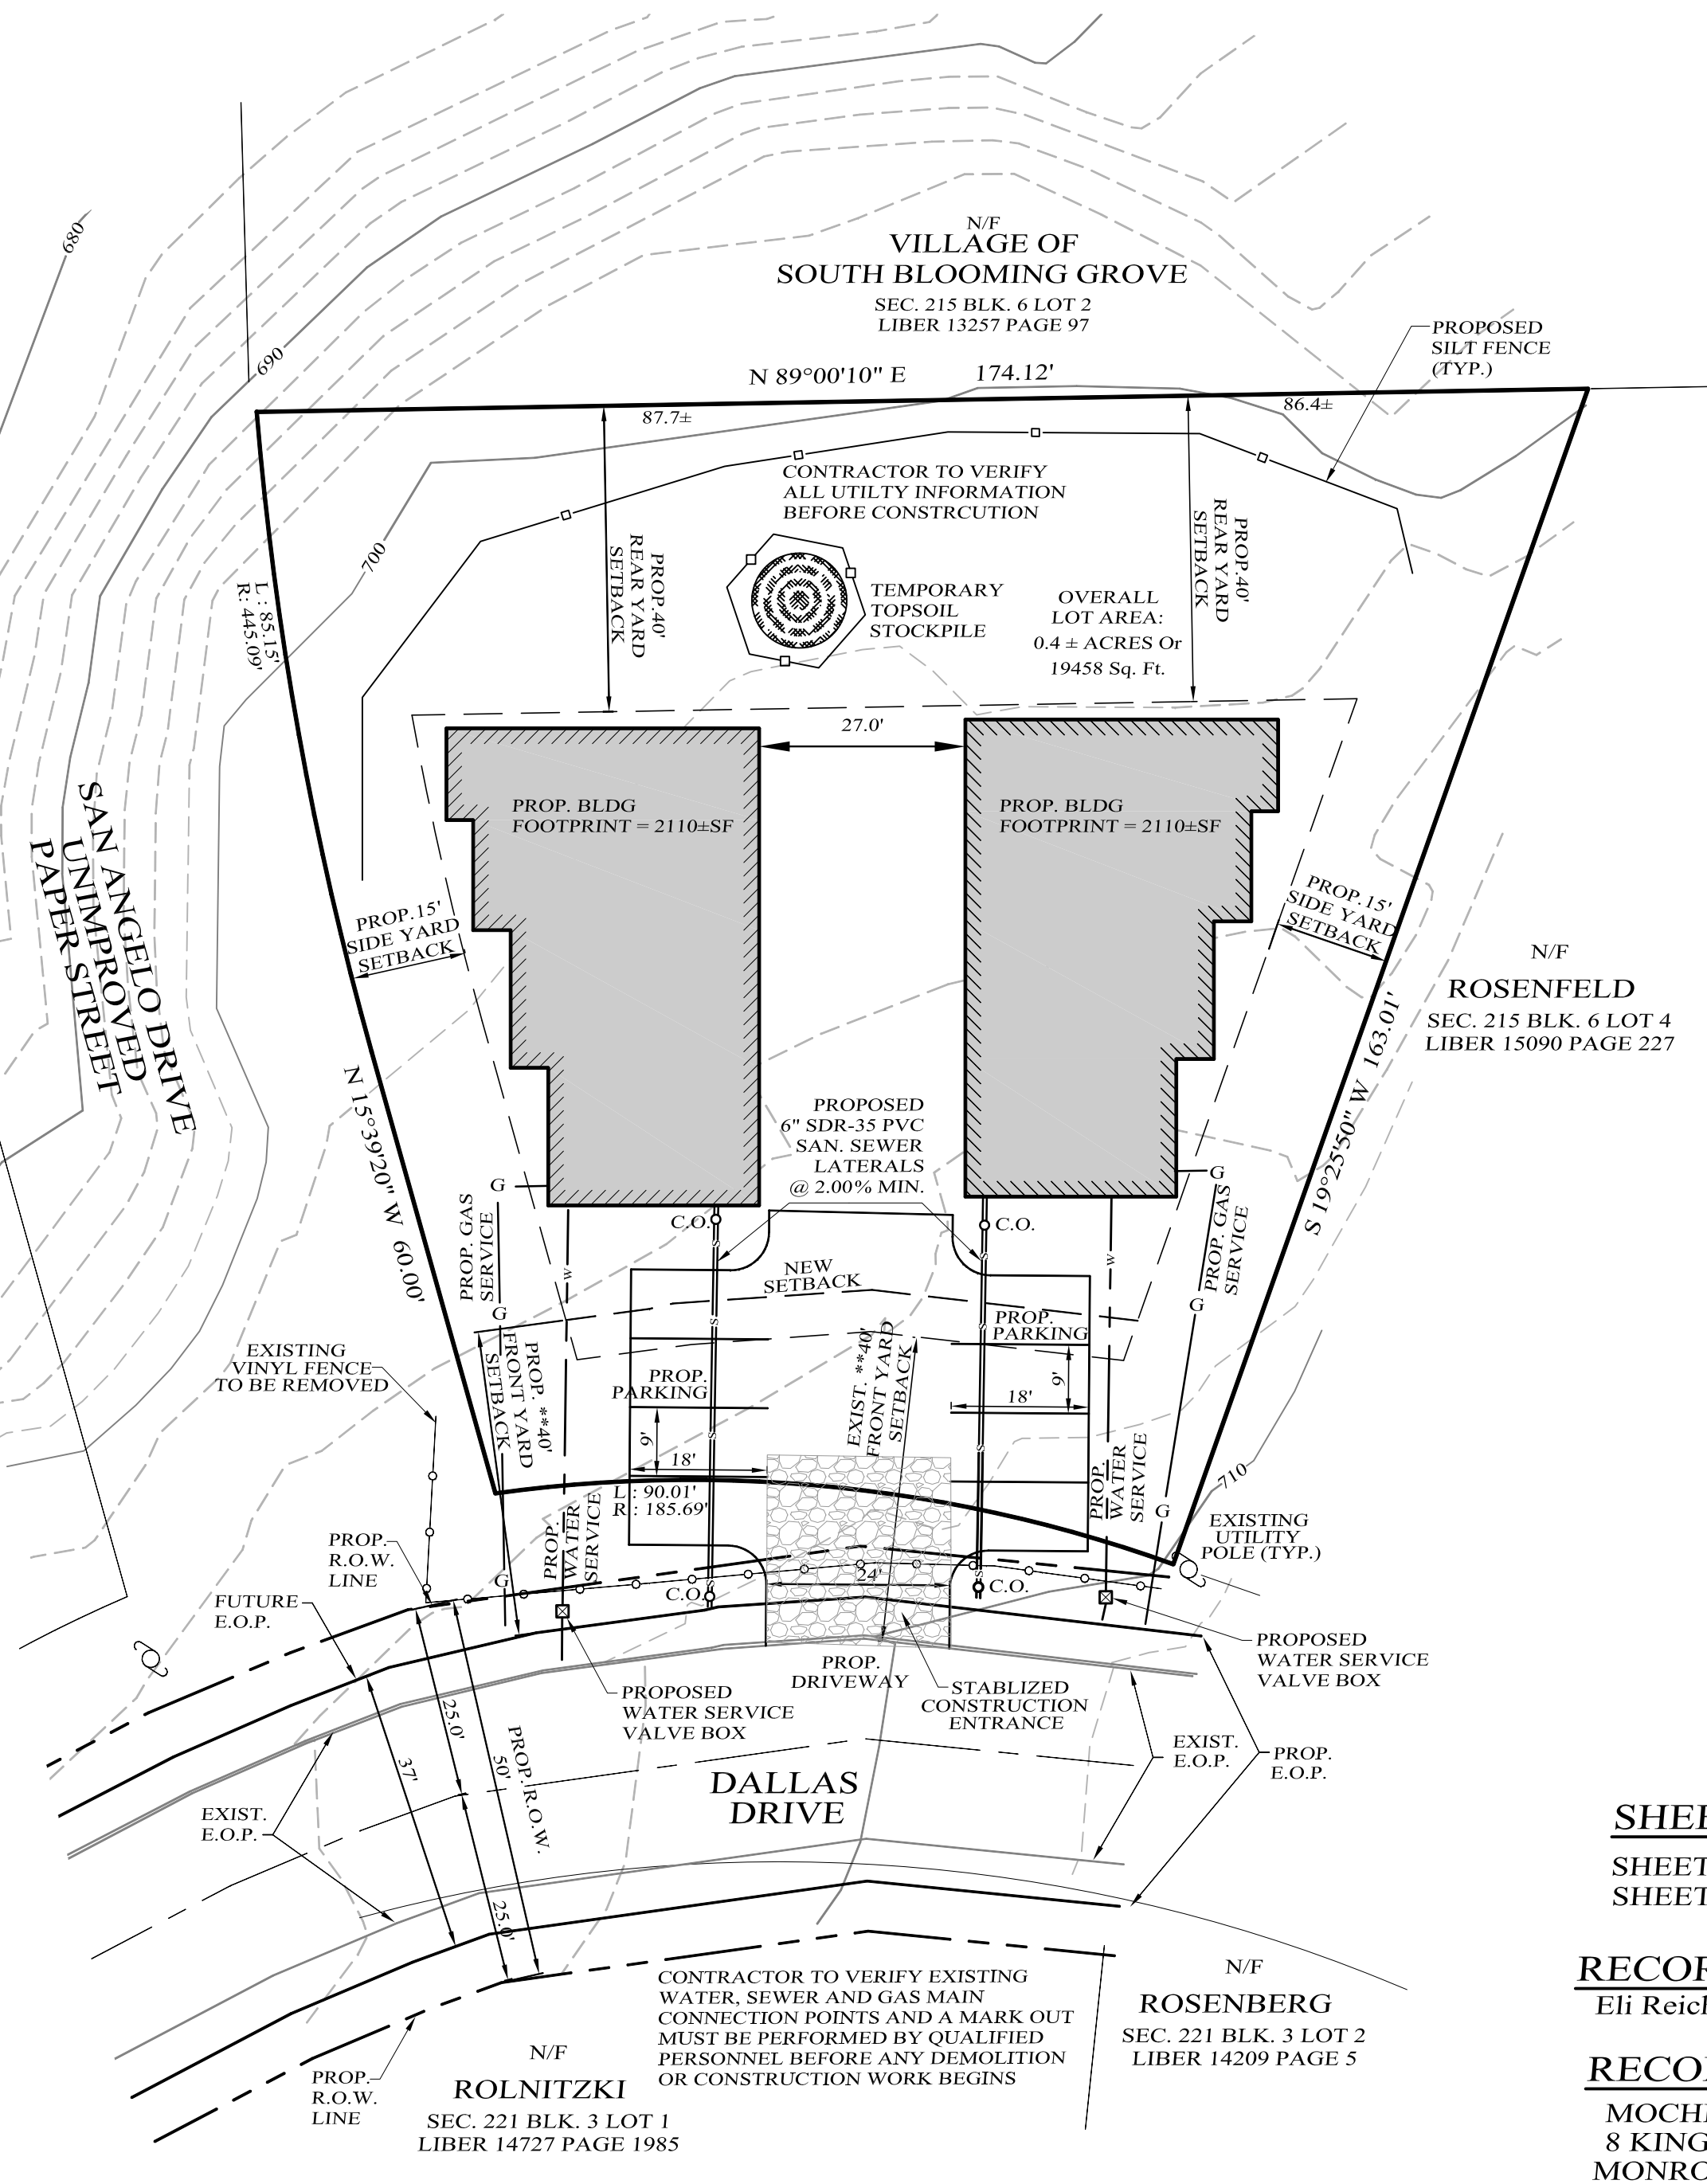 N/F
VILLAGE OF
SOUTH BLOOMING GROVE
SEC. 215 BLK. 6 LOT 2
LIBER 13257 PAGE 97
680
690
N 89°00'10" E 174.12'
PROPOSED
SILT FENCE
(TYP.)
87.7±
86.4±
CONTRACTOR TO VERIFY
ALL UTILTY INFORMATION
BEFORE CONSTRCUTION
700
L : 85.15'
R: 445.09'
PROP.40'
REAR YARD
SETBACK
TEMPORARY
TOPSOIL
STOCKPILE
OVERALL
LOT AREA:
0.4 ± ACRES Or
19458 Sq. Ft.
PROP.40'
REAR YARD
SETBACK
27.0'
PROP. BLDG
FOOTPRINT = 2110±SF
PROP. BLDG
FOOTPRINT = 2110±SF
SAN ANGELO DRIVE
UNIMPROVED
PAPER STREET
PROP.15'
SIDE YARD
SETBACK
PROP.15'
SIDE YARD
SETBACK
N/F
ROSENFELD
SEC. 215 BLK. 6 LOT 4
LIBER 15090 PAGE 227
N 15°39'20" W 60.00'
S 19°25'50" W 163.01'
PROPOSED
6" SDR-35 PVC
SAN. SEWER
LATERALS
@ 2.00% MIN.
G
G
PROP. GAS
SERVICE
PROP. GAS
SERVICE
C.O.
C.O.
S
S
W
W
NEW
SETBACK
G
G
S
S
PROP.
PARKING
EXISTING
VINYL FENCE
TO BE REMOVED
PROP. **40'
FRONT YARD
SETBACK
PROP.
PARKING
EXIST. **40'
FRONT YARD
SETBACK
9'
18'
9'
18'
S
S
710
L : 90.01'
R : 185.69'
PROP.
WATER
SERVICE
PROP.
WATER
SERVICE
G
EXISTING
UTILITY
POLE (TYP.)
PROP.
R.O.W.
LINE
G
S
S
24'
C.O.
C.O.
FUTURE
E.O.P.
PROPOSED
WATER SERVICE
VALVE BOX
PROP.
DRIVEWAY
STABLIZED
CONSTRUCTION
ENTRANCE
PROPOSED
WATER SERVICE
VALVE BOX
25.0'
37'
50'
PROP. R.O.W.
EXIST.
E.O.P.
PROP.
E.O.P.
DALLAS
DRIVE
EXIST.
E.O.P.
25.0'
SHEE
SHEET
SHEET
CONTRACTOR TO VERIFY EXISTING
WATER, SEWER AND GAS MAIN
CONNECTION POINTS AND A MARK OUT
MUST BE PERFORMED BY QUALIFIED
PERSONNEL BEFORE ANY DEMOLITION
OR CONSTRUCTION WORK BEGINS
N/F
ROSENBERG
SEC. 221 BLK. 3 LOT 2
LIBER 14209 PAGE 5
RECOR
Eli Reich
PROP.
R.O.W.
LINE
N/F
ROLNITZKI
SEC. 221 BLK. 3 LOT 1
LIBER 14727 PAGE 1985
RECO
MOCH
8 KING
MONRO